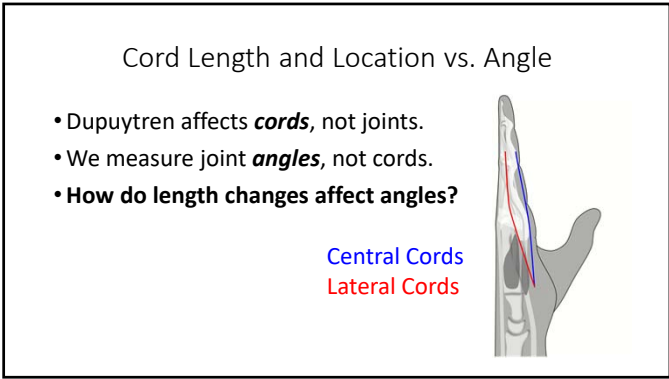 Cord Length and Location vs. Angle
• Dupuytren affects cords, not joints.
• We measure joint angles, not cords.
• How do length changes affect angles?
Central Cords
Lateral Cords